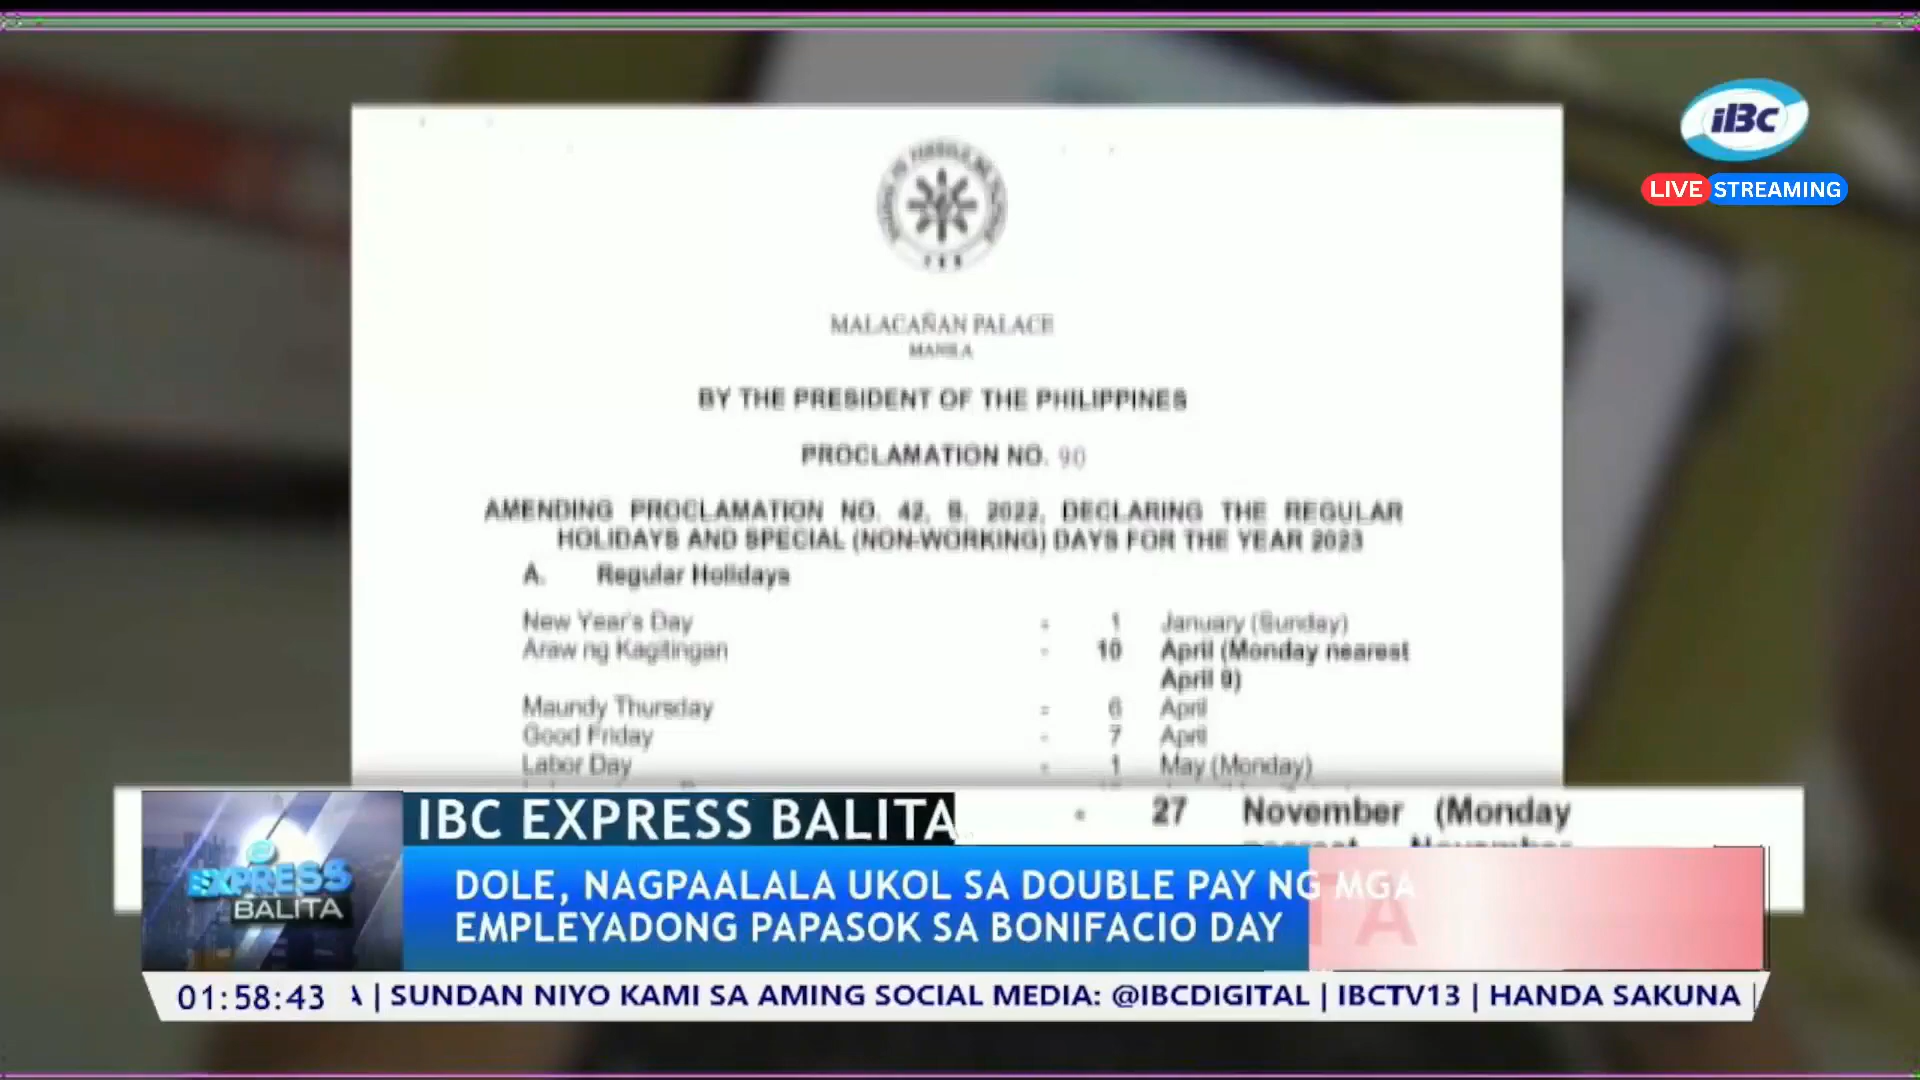 iBC
LIVE STREAMING
MALACAÑAN PALACE
MANILA
BY THE PRESIDENT OF THE PHILIPPINES
PROCLAMATION NO. 90
AMENDING PROCLAMATION NO. 42, S. 2022, DECLARING THE REGULAR
HOLIDAYS AND SPECIAL (NON-WORKING) DAYS FOR THE YEAR 2023
A. Regular Holidays
New Year's Day - 1 January (Sunday)
Araw ng Kagitingan - 10 April (Monday nearest
April 9)
Maundy Thursday - 6 April
Good Friday - 7 April
Labor Day - 1 May (Monday)
- 27 November (Monday
IBC EXPRESS BALITA
EXPRESS
BALITA
DOLE, NAGPAALALA UKOL SA DOUBLE PAY NG MGA
EMPLEYADONG PAPASOK SA BONIFACIO DAY
01:58:43 A | SUNDAN NIYO KAMI SA AMING SOCIAL MEDIA: @IBCDIGITAL | IBCTV13 | HANDA SAKUNA |